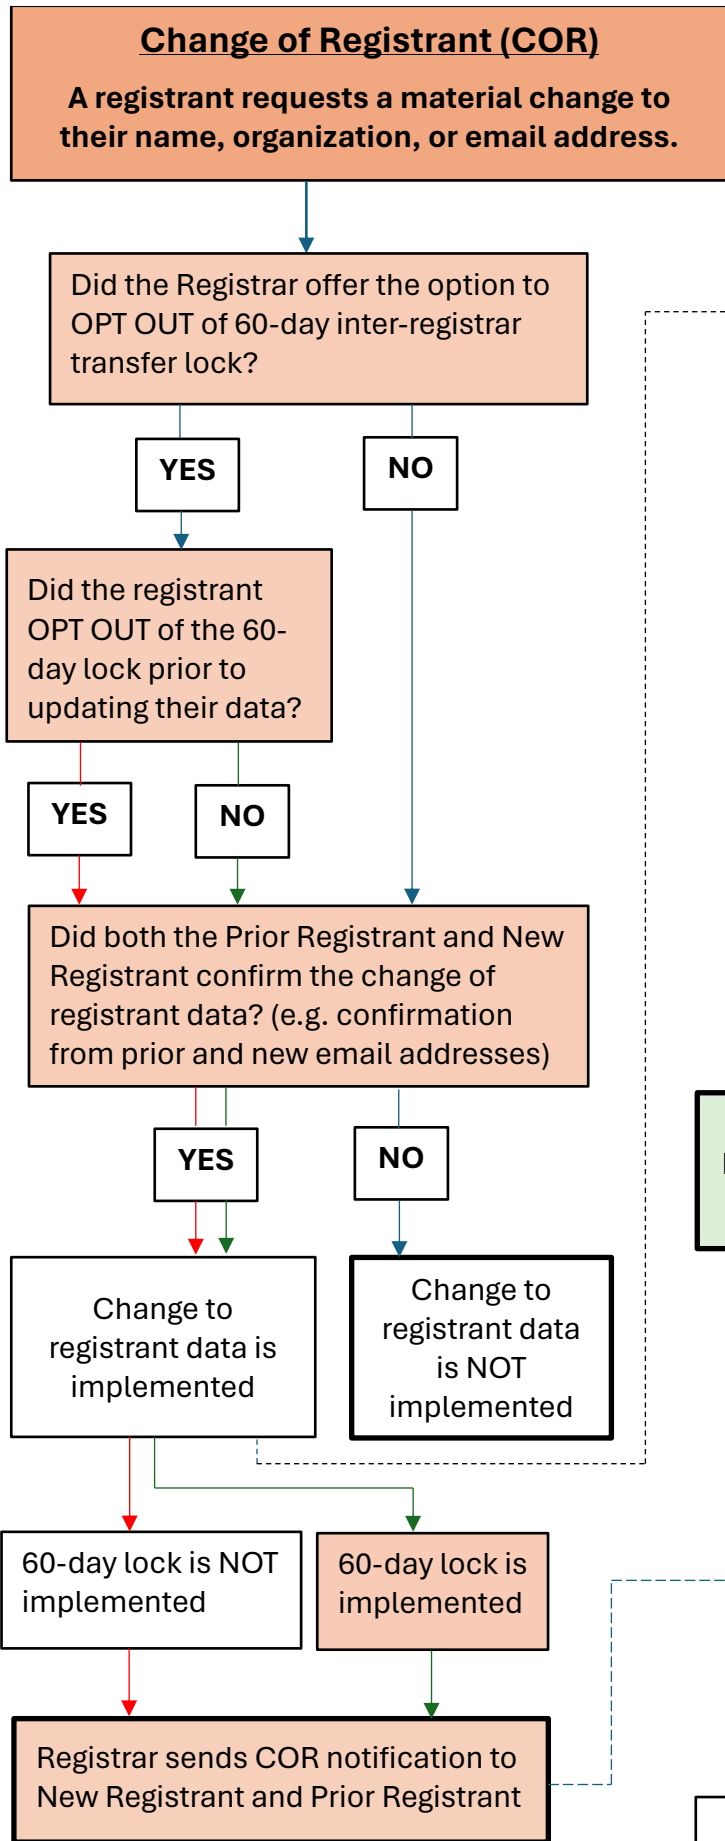 Change of Registrant (COR)
A registrant requests a material change to
their name, organization, or email address.
Did the Registrar offer the option to
OPT OUT of 60-day inter-registrar
transfer lock?
YES
NO
Did the registrant
OPT OUT of the 60-
day lock prior to
updating their data?
YES
NO
Did both the Prior Registrant and New
Registrant confirm the change of
registrant data? (e.g. confirmation
from prior and new email addresses)
YES
NO
Change to
registrant data is
implemented
Change to
registrant data
is NOT
implemented
60-day lock is NOT
implemented
60-day lock is
implemented
Registrar sends COR notification to
New Registrant and Prior Registrant